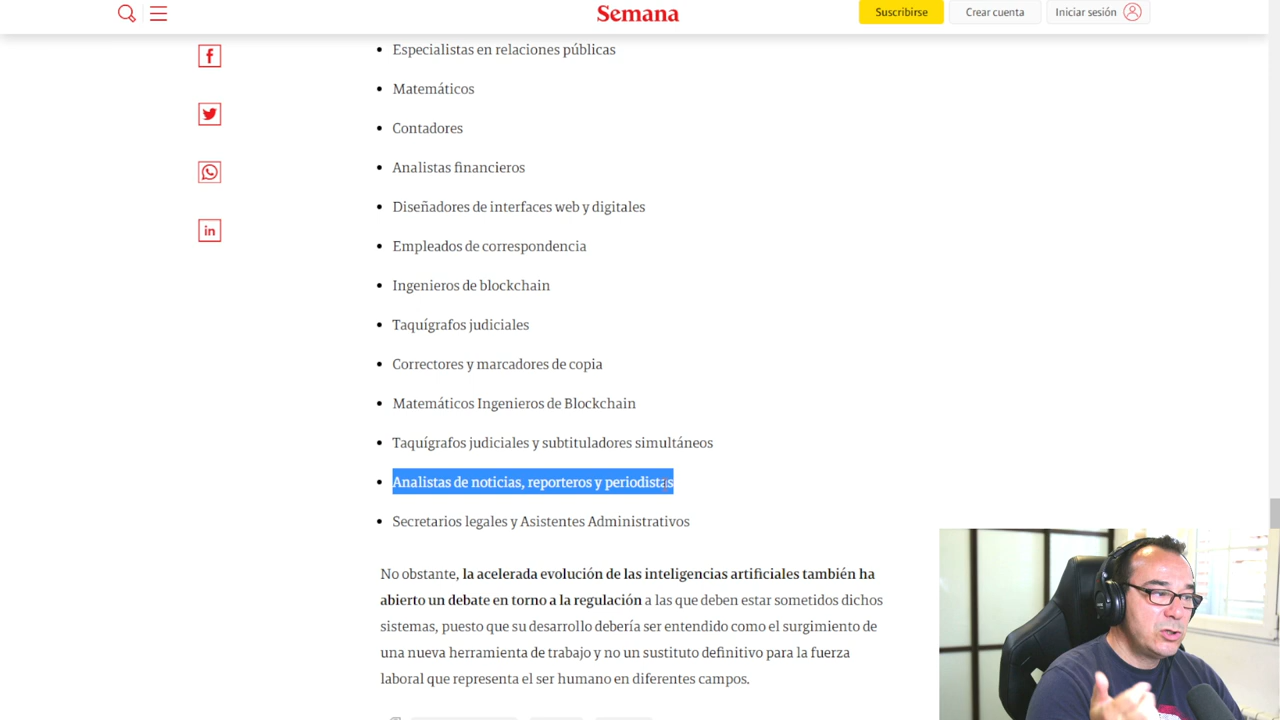 Semana
Suscribirse
Crear cuenta
Iniciar sesión
Especialistas en relaciones públicas
Matemáticos
Contadores
Analistas financieros
Diseñadores de interfaces web y digitales
Empleados de correspondencia
Ingenieros de blockchain
Taquígrafos judiciales
Correctores y marcadores de copia
Matemáticos Ingenieros de Blockchain
Taquígrafos judiciales y subtituladores simultáneos
Analistas de noticias, reporteros y periodistas
Secretarios legales y Asistentes Administrativos
No obstante, la acelerada evolución de las inteligencias artificiales también ha
abierto un debate en torno a la regulación a las que deben estar sometidos dichos
sistemas, puesto que su desarrollo debería ser entendido como el surgimiento de
una nueva herramienta de trabajo y no un sustituto definitivo para la fuerza
laboral que representa el ser humano en diferentes campos.